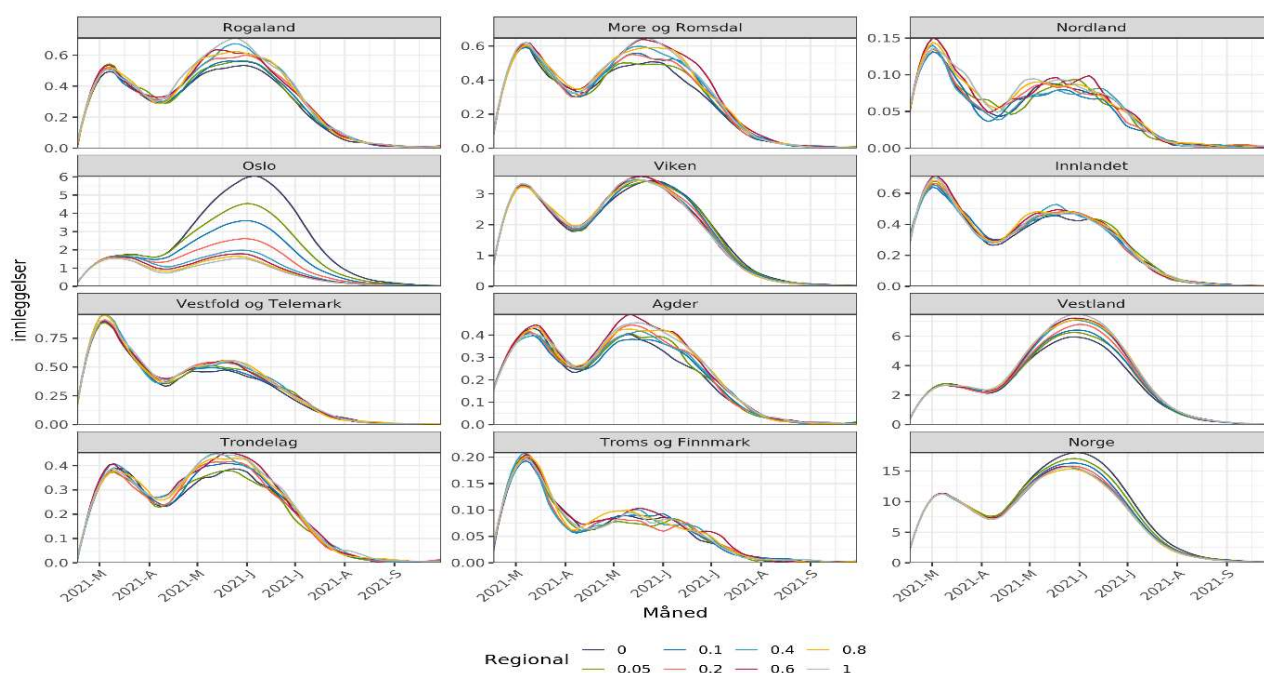 Rogaland
More og Romsdal
Nordland
0.6
0.4
0.2
0.0
0.6
0.4
0.2
0.0
0.15
0.10
0.05
0.00
Oslo
Viken
Innlandet
6
5
4
3
2
1
0
3
2
1
0
0.6
0.4
0.2
0.0
innleggelser
Vestfold og Telemark
Agder
Vestland
0.75
0.50
0.25
0.00
0.4
0.3
0.2
0.1
0.0
6
4
2
0
Trondelag
Troms og Finnmark
Norge
0.4
0.3
0.2
0.1
0.0
0.20
0.15
0.10
0.05
0.00
15
10
5
0
2021-M
2021-A
2021-M
2021-J
2021-J
2021-A
2021-S
2021-M
2021-A
2021-M
2021-J
2021-J
2021-A
2021-S
2021-M
2021-A
2021-M
2021-J
2021-J
2021-A
2021-S
Måned
Regional
0 0.1 0.4 0.8
0.05 0.2 0.6 1